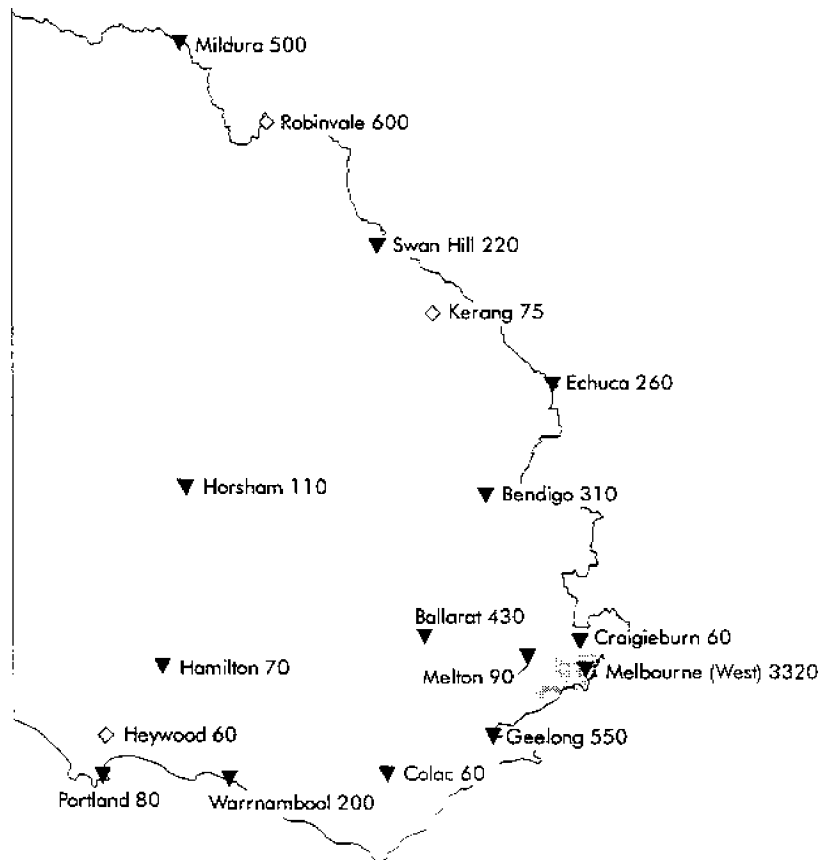 Mildura 500
Robinvale 600
Swan Hill 220
Kerang 75
Echuca 260
Horsham 110
Bendigo 310
Ballarat 430
Craigieburn 60
Hamilton 70
Melton 90
Melbourne (West) 3320
Heywood 60
Geelong 550
Portland 80
Warrnambool 200
Colac 60